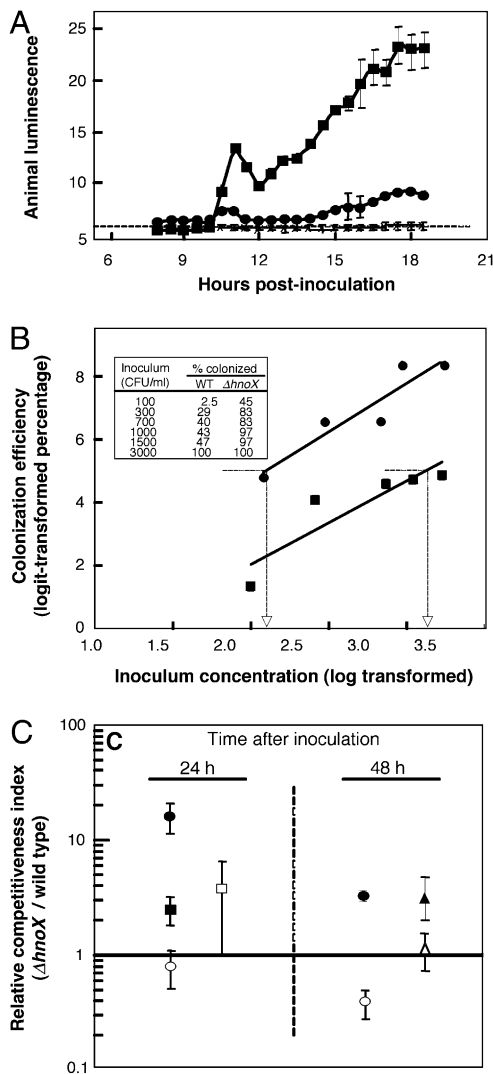 A
Animal luminescence
25
20
15
10
5
6
9
12
15
18
21
Hours post-inoculation
B
Colonization efficiency
(logit-transformed percentage)
8
6
4
2
0
Inoculum % colonized
(CFU/ml) WT ΔhnoX
100 2.5 45
300 29 83
700 40 83
1000 43 97
1500 47 97
3000 100 100
1.0
1.5
2.0
2.5
3.0
3.5
Inoculum concentration (log transformed)
C
C
Time after inoculation
24 h
48 h
Relative competitiveness index
(ΔhnoX / wild type)
100
10
1
0.1